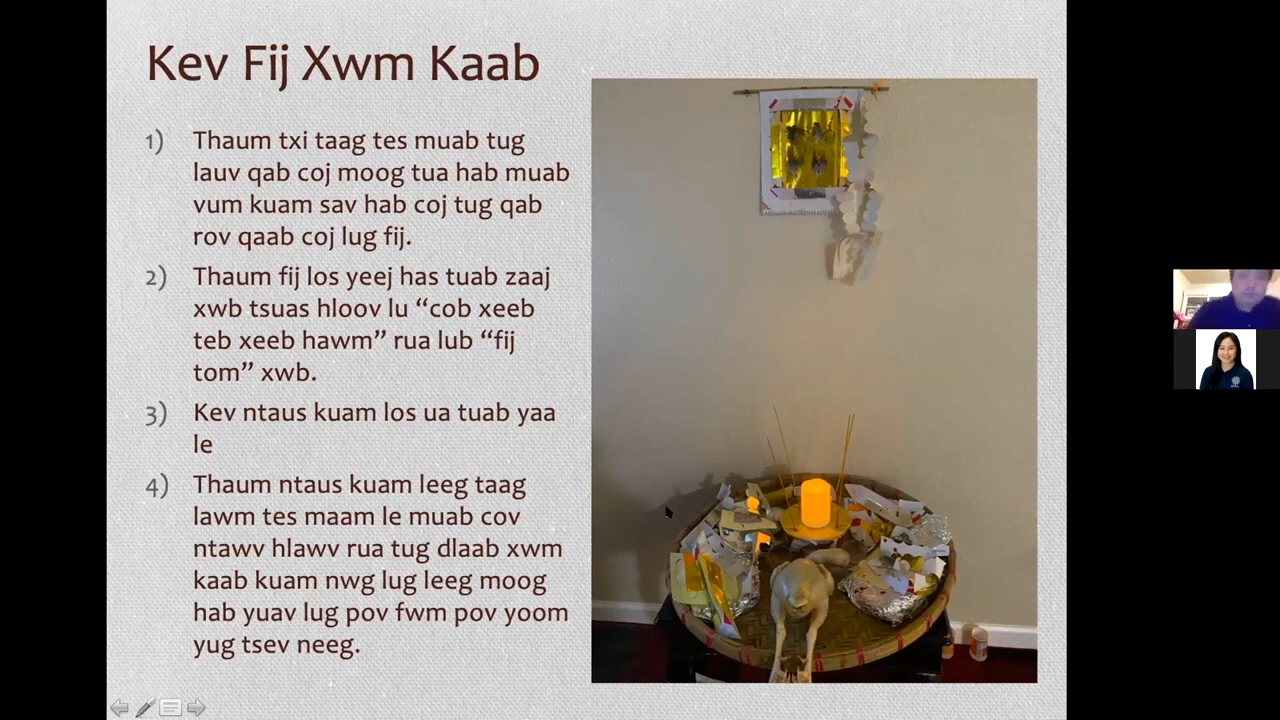 Kev Fij Xwm Kaab
1) Thaum txi taag tes muab tug
lauv qab coj moog tua hab muab
vum kuam sav hab coj tug qab
rov qaab coj lug fij.
2) Thaum fij los yeej has tuab zaaj
xwb tsuas hloov lu “cob xeeb
teb xeeb hawm” rua lub “fij
tom” xwb.
3) Kev ntaus kuam los ua tuab yaa
le
4) Thaum ntaus kuam leeg taag
lawm tes maam le muab cov
ntawv hlawv rua tug dlaab xwm
kaab kuam nwg lug leeg moog
hab yuav lug pov fwm pov yoom
yug tsev neeg.